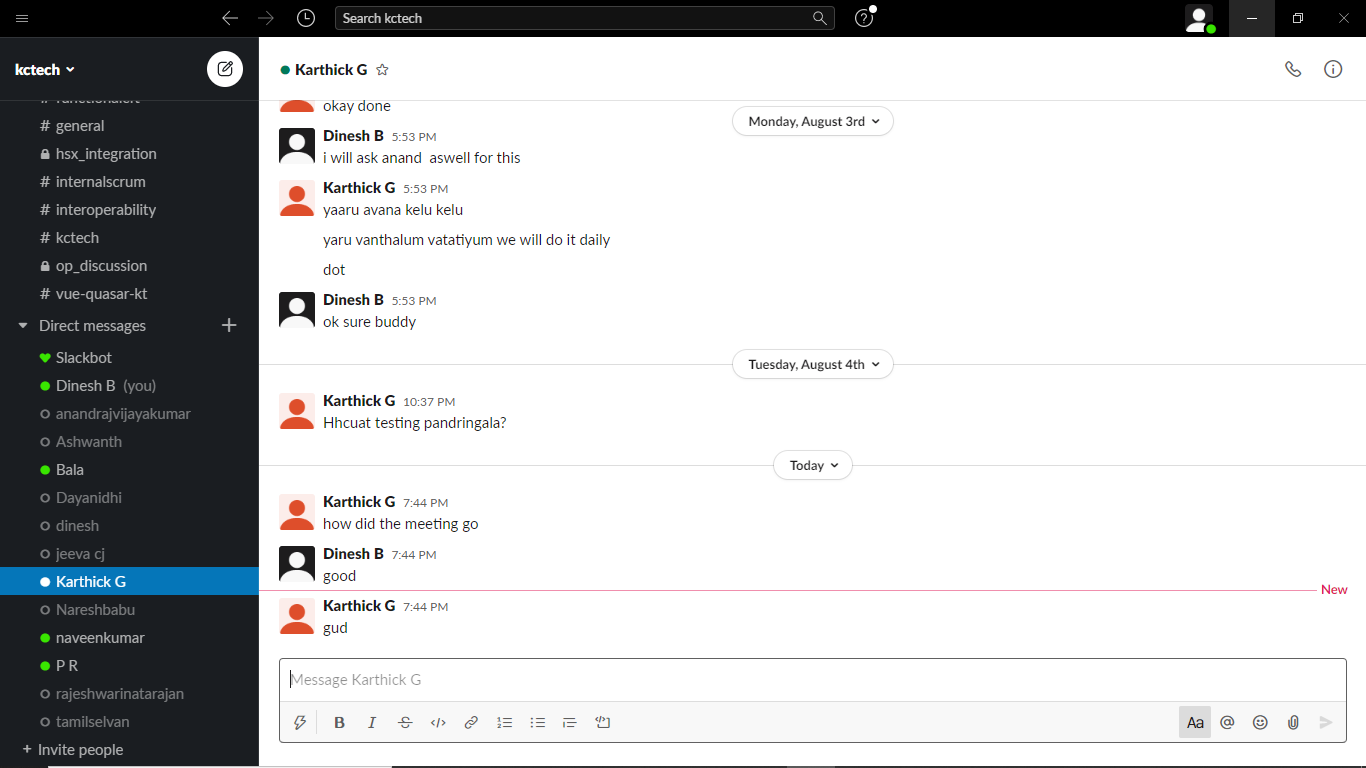 Search kctech
kctech
# general
hsx_integration
# internalscrum
# interoperability
# kctech
op_discussion
# vue-quasar-kt
Direct messages
Slackbot
Dinesh B (you)
anandrajvijayakumar
Ashwanth
Bala
Dayanidhi
dinesh
jeeva cj
Karthick G
Nareshbabu
naveenkumar
P R
rajeshwarinatarajan
tamilselvan
+ Invite people
Karthick G
okay done
Monday, August 3rd
Dinesh B 5:53 PM
i will ask anand  aswell for this
Karthick G 5:53 PM
yaaru avana kelu kelu
yaru vanthalum vatatiyum we will do it daily
dot
Dinesh B 5:53 PM
ok sure buddy
Tuesday, August 4th
Karthick G 10:37 PM
Hhcuat testing pandringala?
Today
Karthick G 7:44 PM
how did the meeting go
Dinesh B 7:44 PM
good
New
Karthick G 7:44 PM
gud
Message Karthick G
B I S </> Aa @